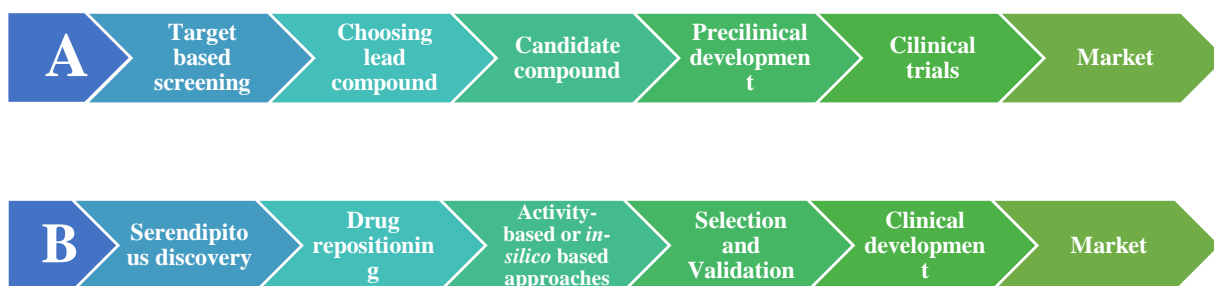 A
Target
based
screening
Choosing
lead
compound
Candidate
compound
Precilinical
developmen
t
Cilinical
trials
Market
B
Serendipito
us discovery
Drug
repositionin
g
Activity-
based or in-
silico based
approaches
Selection
and
Validation
Clinical
developmen
t
Market